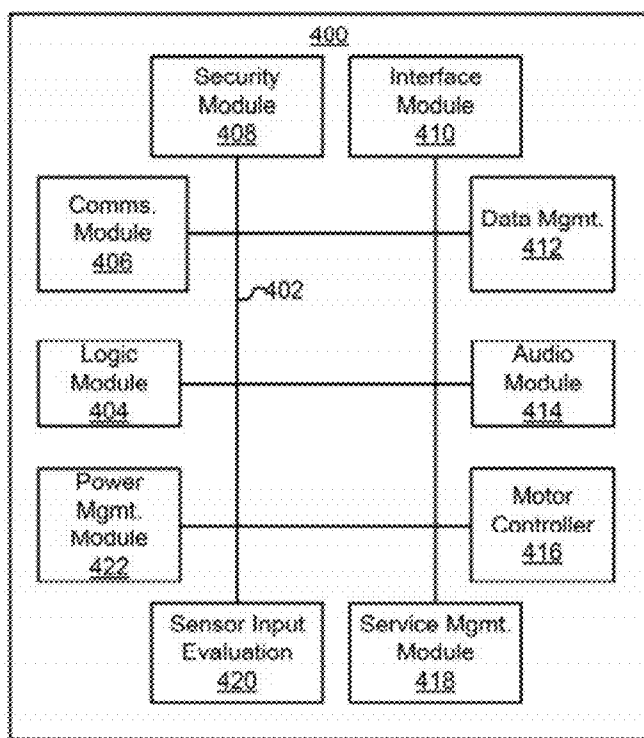 400
Security
Module
408
Interface
Module
410
Comms.
Module
406
Data Mgmt.
412
402
Logic
Module
404
Audio
Module
414
Power
Mgmt.
Module
422
Motor
Controller
416
Sensor Input
Evaluation
420
Service Mgmt.
Module
418